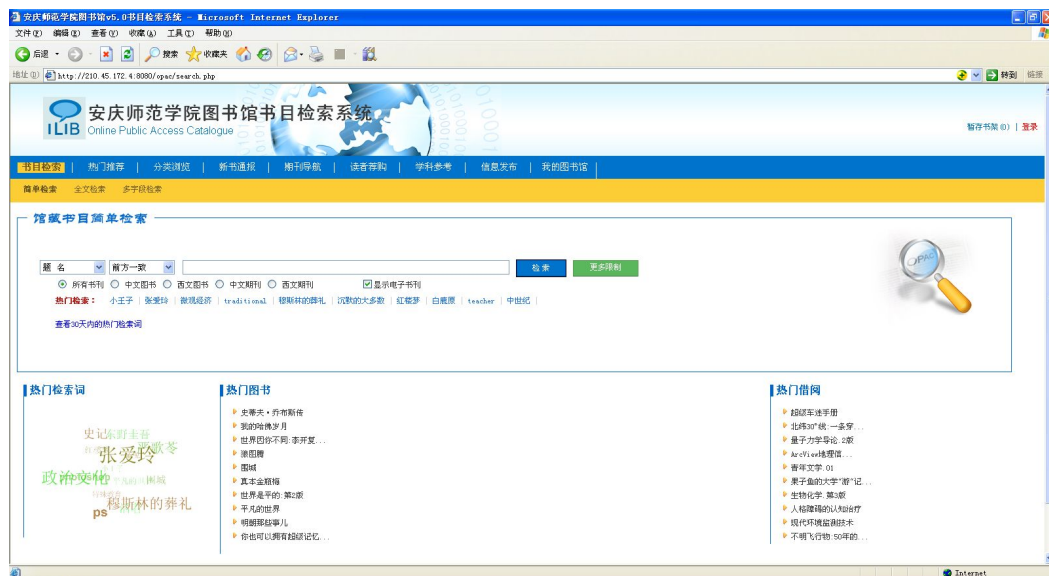 安庆师范学院图书馆v5.0书目检索系统 - Microsoft Internet Explorer
文件(F) 编辑(E) 查看(V) 收藏(A) 工具(T) 帮助(H)
后退 搜索 收藏夹
地址(D) http://210.45.172.4:8080/opac/search.php 转到 链接
ILIB 安庆师范学院图书馆书目检索系统
Online Public Access Catalogue
暂存书架(0) | 登录
书目检索 | 热门推荐 | 分类浏览 | 新书通报 | 期刊导航 | 读者荐购 | 学科参考 | 信息发布 | 我的图书馆 |
简单检索 全文检索 多字段检索
馆藏书目简单检索
OPAC
题 名 前方一致 检索 更多限制
所有书刊 中文图书 西文图书 中文期刊 西文期刊 显示电子书刊
热门检索： 小王子 | 张爱玲 | 微观经济 | traditional | 穆斯林的葬礼 | 沉默的大多数 | 红楼梦 | 白鹿原 | teacher | 中世纪 |
查看30天内的热门检索词
热门检索词
史记 东野圭吾
张爱玲
政治文化 photoshop 围城
穆斯林的葬礼
ps
热门图书
史蒂夫·乔布斯传
我的哈佛岁月
世界因你不同:李开复...
狼图腾
围城
真本金瓶梅
世界是平的:第2版
平凡的世界
明朝那些事儿
你也可以拥有超级记忆...
热门借阅
超级车迷手册
北纬30°线:一条穿...
量子力学导论.2版
ArcView地理信...
青年文学.01
果子鱼的大学"游"记...
生物化学.第3版
人格障碍的认知治疗
现代环境监测技术
不明飞行物:50年的...
Internet